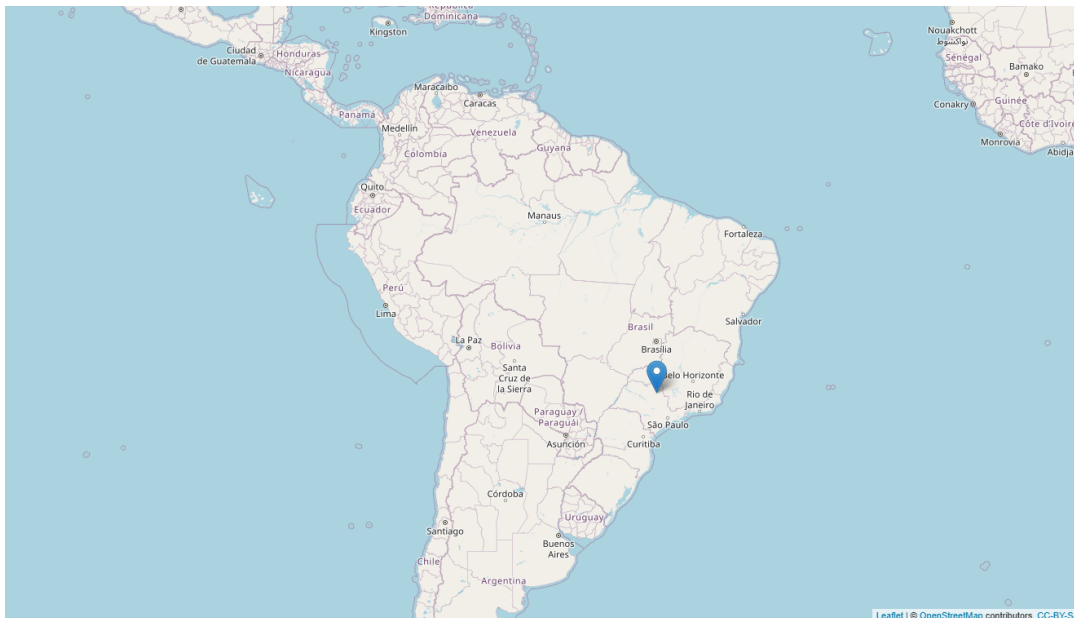 República
Dominicana
Kingston
Ciudad
de Guatemala
Honduras
Nicaragua
Nouakchott
نواكشوط
Sénégal
Bamako
Maracaibo
Caracas
Conakry
Guinée
Panamá
Medellín
Venezuela
Côte d'Ivoire
Monrovia
Abidja
Colombia
Guyana
Quito
Ecuador
Manaus
Fortaleza
Perú
Lima
Salvador
Brasil
Brasília
La Paz
Bolivia
Santa
Cruz de
la Sierra
Belo Horizonte
Rio de
Janeiro
Paraguay /
Paraguái
São Paulo
Asunción
Curitiba
Córdoba
Uruguay
Santiago
Buenos
Aires
Chile
Argentina
Leaflet | © OpenStreetMap contributors, CC-BY-S